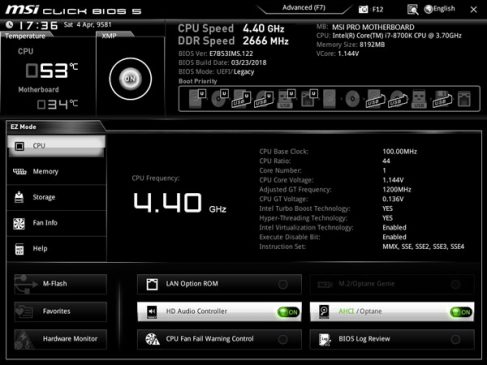 msi CLICK BIOS 5
Advanced (F7)
F12
English
X
17:36 Sat 4 Apr, 9581
CPU Speed 4.40 GHz
DDR Speed 2666 MHz
MB: MSI PRO MOTHERBOARD
CPU: Intel(R) Core(TM) i7-8700K CPU @ 3.70GHz
Memory Size: 8192MB
VCore: 1.144V
BIOS Ver: E7B53IMS.122
BIOS Build Date: 03/23/2018
BIOS Mode: UEFI/Legacy
Boot Priority
Temperature
XMP
CPU
53°C
Motherboard
34°C
ON
EZ Mode
CPU
Memory
Storage
Fan Info
Help
CPU Frequency:
4.40 GHz
CPU Base Clock: 100.00MHz
CPU Ratio: 44
Core Number: 1
CPU Core Voltage: 1.144V
Adjusted GT Frequency: 1200MHz
CPU GT Voltage: 0.136V
Intel Turbo Boost Technology: YES
Hyper-Threading Technology: YES
Intel Virtualization Technology: Enabled
Execute Disable Bit: Enabled
Instruction Set: MMX, SSE, SSE2, SSE3, SSE4
M-Flash
LAN Option ROM
M.2/Optane Genie
Favorites
HD Audio Controller
ON
AHCI /Optane
ON
Hardware Monitor
CPU Fan Fail Warning Control
BIOS Log Review